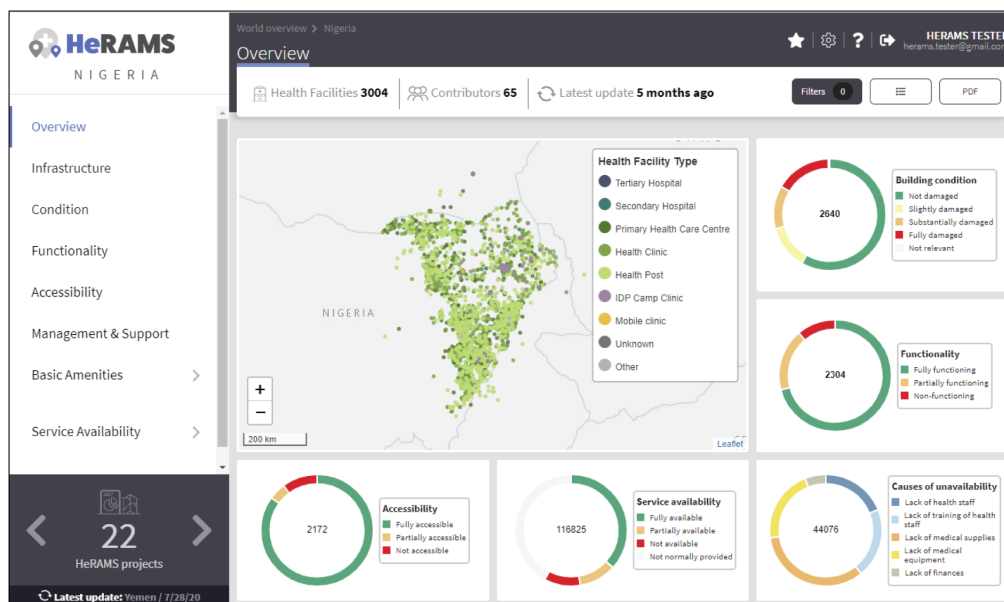 HeRAMS
NIGERIA
Overview
Infrastructure
Condition
Functionality
Accessibility
Management & Support
Basic Amenities
Service Availability
22
HeRAMS projects
Latest update: Yemen / 7/28/20
World overview > Nigeria
Overview
HERAMS TESTER
herams.tester@gmail.com
Health Facilities 3004
Contributors 65
Latest update 5 months ago
Filters 0
PDF
NIGERIA
+
−
200 km
Leaflet
Health Facility Type
Tertiary Hospital
Secondary Hospital
Primary Health Care Centre
Health Clinic
Health Post
IDP Camp Clinic
Mobile clinic
Unknown
Other
2640
Building condition
Not damaged
Slightly damaged
Substantially damaged
Fully damaged
Not relevant
2304
Functionality
Fully functioning
Partially functioning
Non-functioning
2172
Accessibility
Fully accessible
Partially accessible
Not accessible
116825
Service availability
Fully available
Partially available
Not available
Not normally provided
44076
Causes of unavailability
Lack of health staff
Lack of training of health
staff
Lack of medical supplies
Lack of medical
equipment
Lack of finances